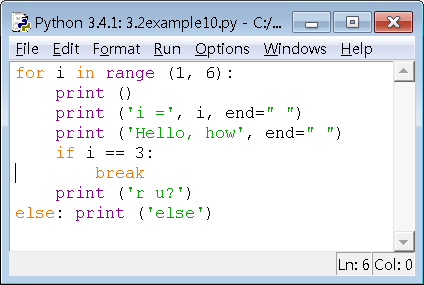 Python 3.4.1: 3.2example10.py - C:/...
File Edit Format Run Options Windows Help
for i in range (1, 6):
    print ()
    print ('i =', i, end=" ")
    print ('Hello, how', end=" ")
    if i == 3:
        break
    print ('r u?')
else: print ('else')
Ln: 6 Col: 0